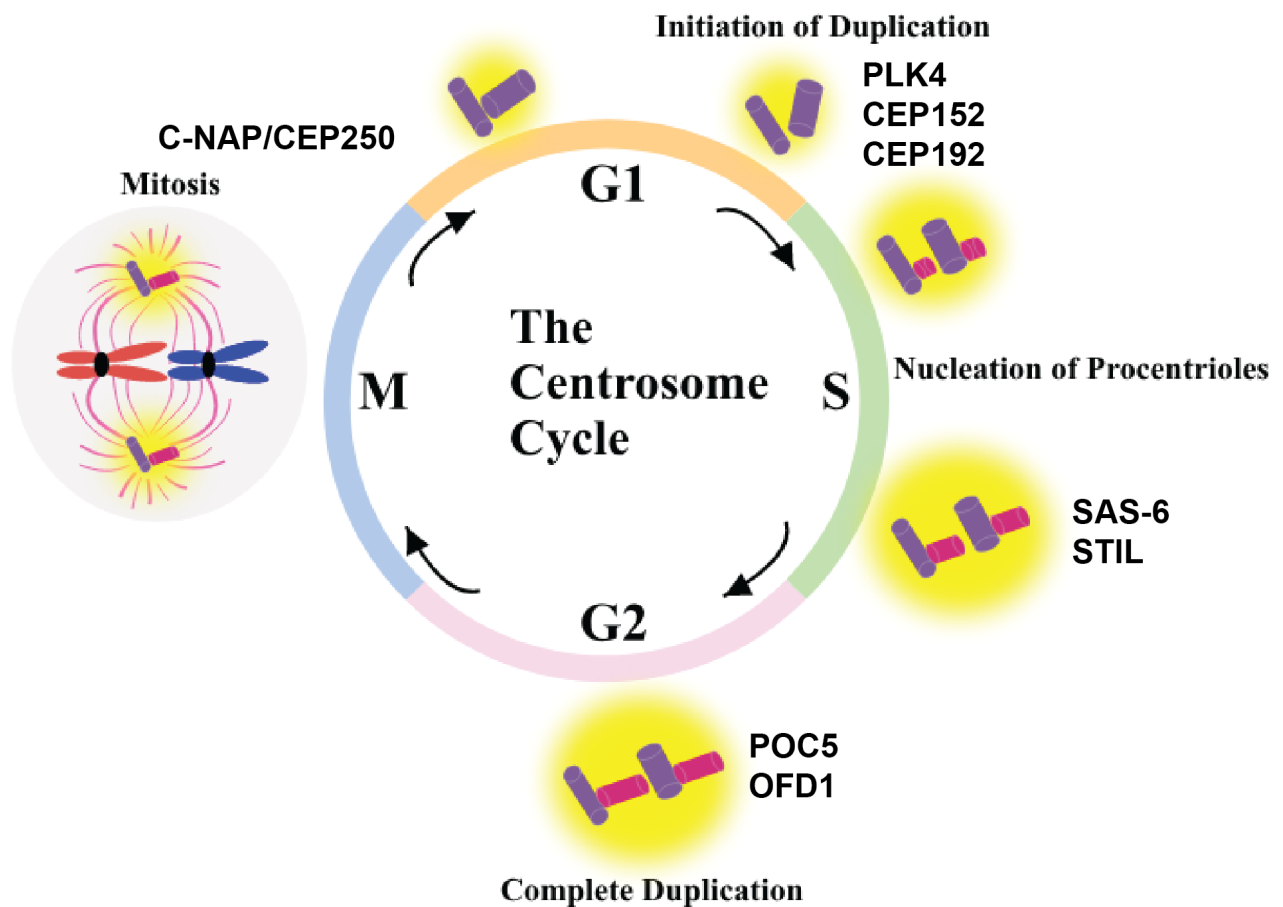 Initiation of Duplication
PLK4
CEP152
CEP192
C-NAP/CEP250
Mitosis
G1
The
Centrosome
Cycle
M
S
Nucleation of Procentrioles
SAS-6
STIL
G2
POC5
OFD1
Complete Duplication